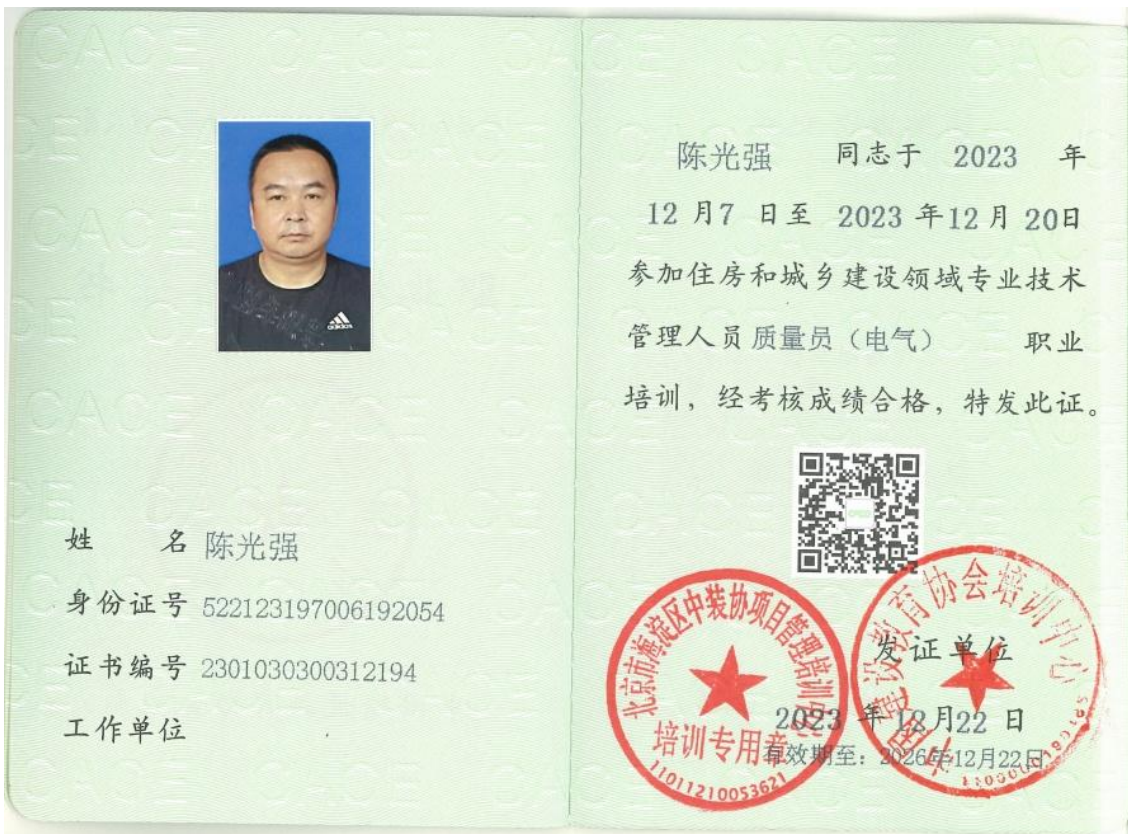 adidas
姓 名 陈光强
身份证号 522123197006192054
证书编号 2301030300312194
工作单位
陈光强 同志于 2023 年
12 月7 日至 2023 年12 月 20日
参加住房和城乡建设领域专业技术
管理人员 质量员（电气） 职业
培训，经考核成绩合格，特发此证。
北京市海淀区中装协项目管理培训
培训专用章
11011210053621
中国建设教育协会培训中心
发证单位
2023 年 12 月 22 日
有效期至：2026年12月22日
CACE